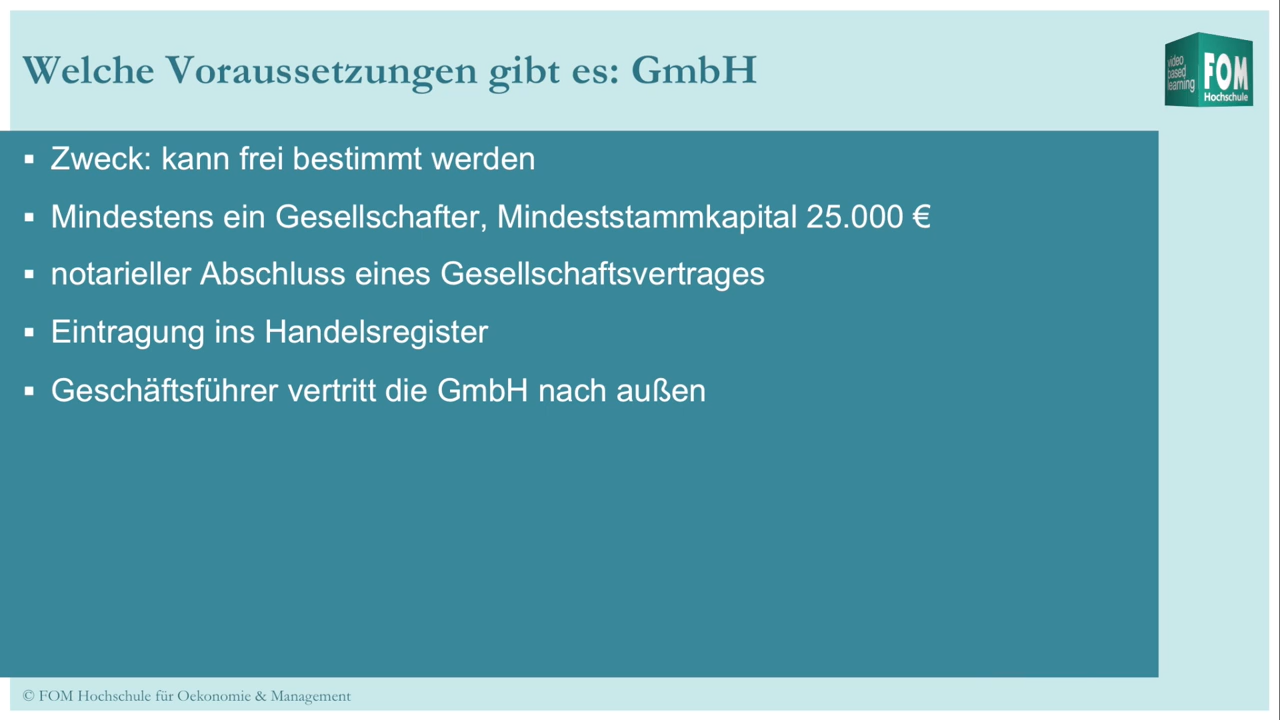 Welche Voraussetzungen gibt es: GmbH
video
based
learning
FOM
Hochschule
▪ Zweck: kann frei bestimmt werden
▪ Mindestens ein Gesellschafter, Mindeststammkapital 25.000 €
▪ notarieller Abschluss eines Gesellschaftsvertrages
▪ Eintragung ins Handelsregister
▪ Geschäftsführer vertritt die GmbH nach außen
© FOM Hochschule für Oekonomie & Management